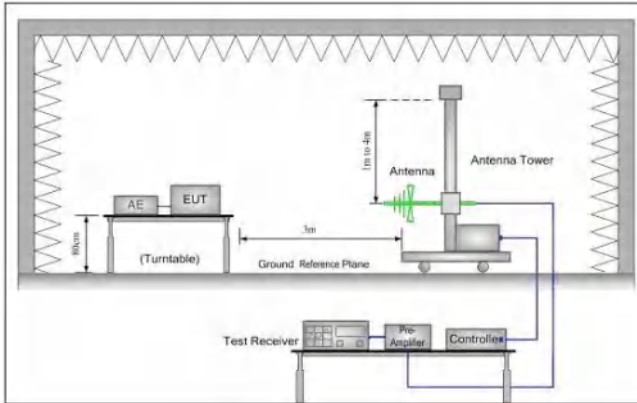 1m to 4m
Antenna
Antenna Tower
AE
EUT
80cm
(Turntable)
3m
Ground Reference Plane
Test Receiver
Pre-
Amplifier
Controller